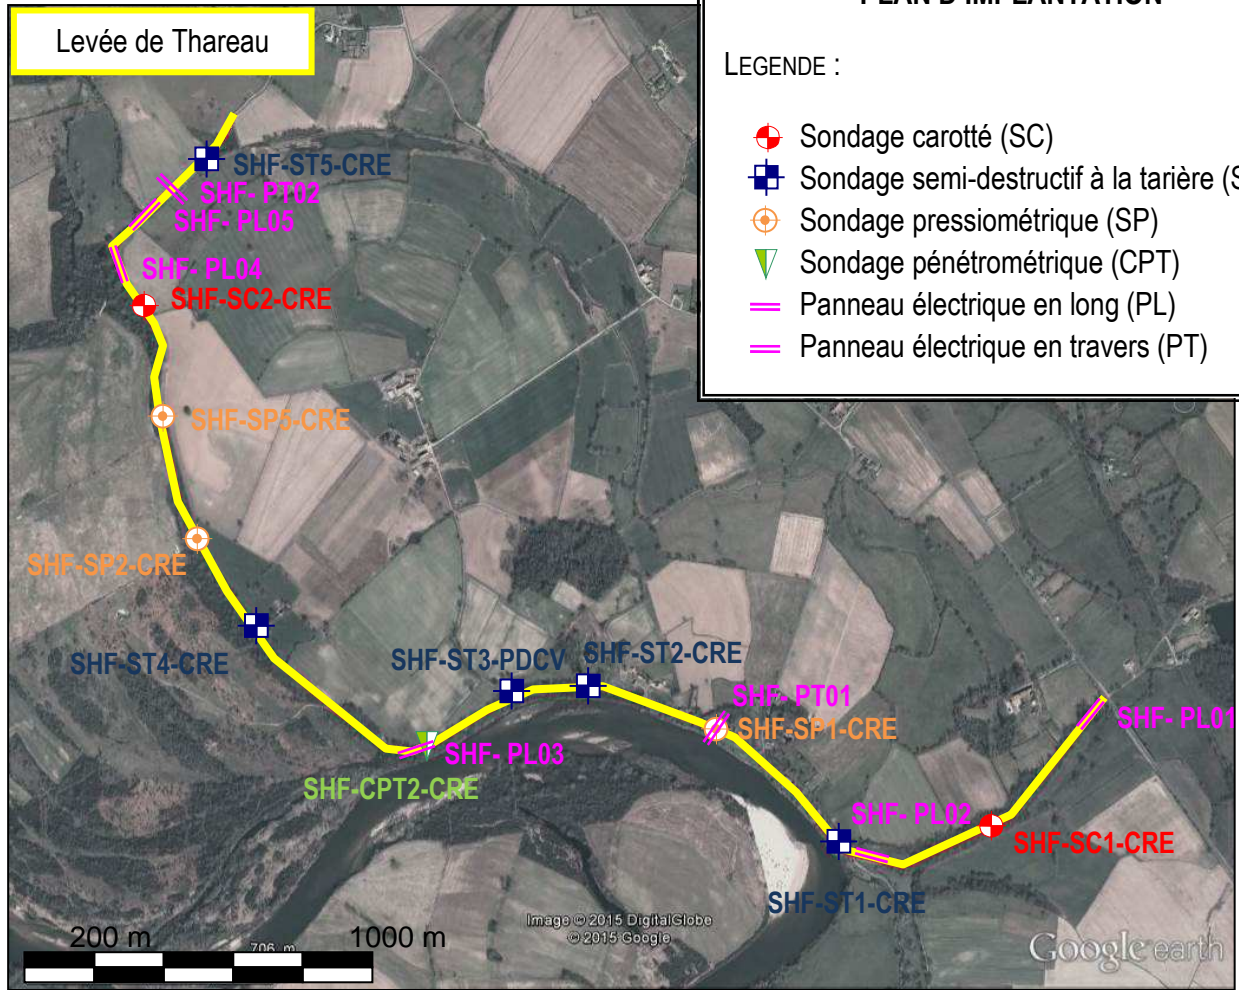 PLAN D'IMPLANTATION
Levée de Thareau
LEGENDE :
Sondage carotté (SC)
Sondage semi-destructif à la tarière (S
Sondage pressiométrique (SP)
Sondage pénétrométrique (CPT)
Panneau électrique en long (PL)
Panneau électrique en travers (PT)
SHF-ST5-CRE
SHF- PT02
SHF- PL05
SHF- PL04
SHF-SC2-CRE
SHF-SP5-CRE
SHF-SP2-CRE
SHF-ST4-CRE
SHF-ST3-PDCV
SHF-ST2-CRE
SHF- PT01
SHF-SP1-CRE
SHF- PL01
SHF- PL03
SHF-CPT2-CRE
SHF- PL02
SHF-SC1-CRE
SHF-ST1-CRE
Image © 2015 DigitalGlobe
© 2015 Google
Google earth
200 m
706 m
1000 m